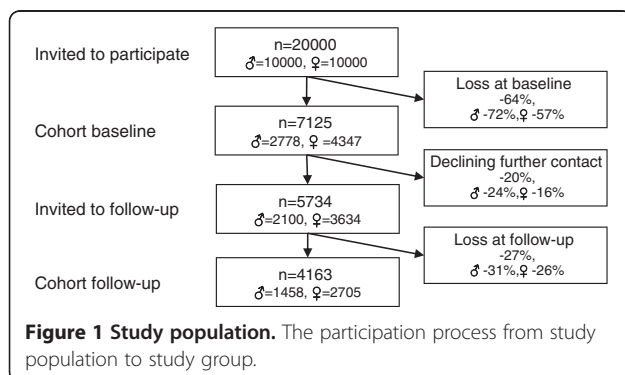 Invited to participate
n=20000
♂=10000, ♀=10000
Loss at baseline
-64%,
♂-72%,♀-57%
Cohort baseline
n=7125
♂=2778, ♀ =4347
Declining further contact
-20%,
♂-24%,♀-16%
Invited to follow-up
n=5734
♂=2100, ♀=3634
Loss at follow-up
-27%,
♂-31%,♀-26%
Cohort follow-up
n=4163
♂=1458, ♀=2705
Figure 1 Study population. The participation process from study
population to study group.